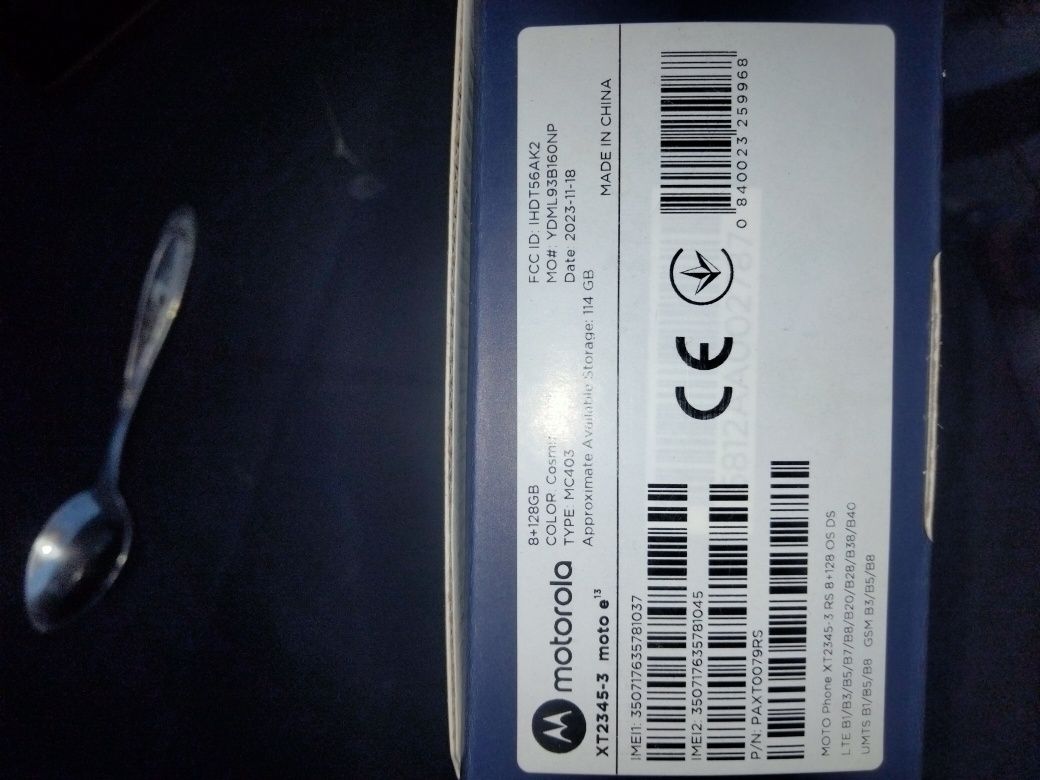 motorola
XT2345-3 moto e13
8+128GB
COLOR: Cosmic
TYPE: MC403
Approximate Available Storage: 114 GB
FCC ID: IHDT56AK2
MO#: YDML93B160NP
Date: 2023-11-18
MADE IN CHINA
IMEI1: 350717635781037
IMEI2: 350717635781045
P/N: PAXT0079RS
CE
0 840023 259968
MOTO Phone XT2345-3 RS 8+128 OS DS
LTE B1/B3/B5/B7/B8/B20/B28/B38/B40
UMTS B1/B5/B8 GSM B3/B5/B8